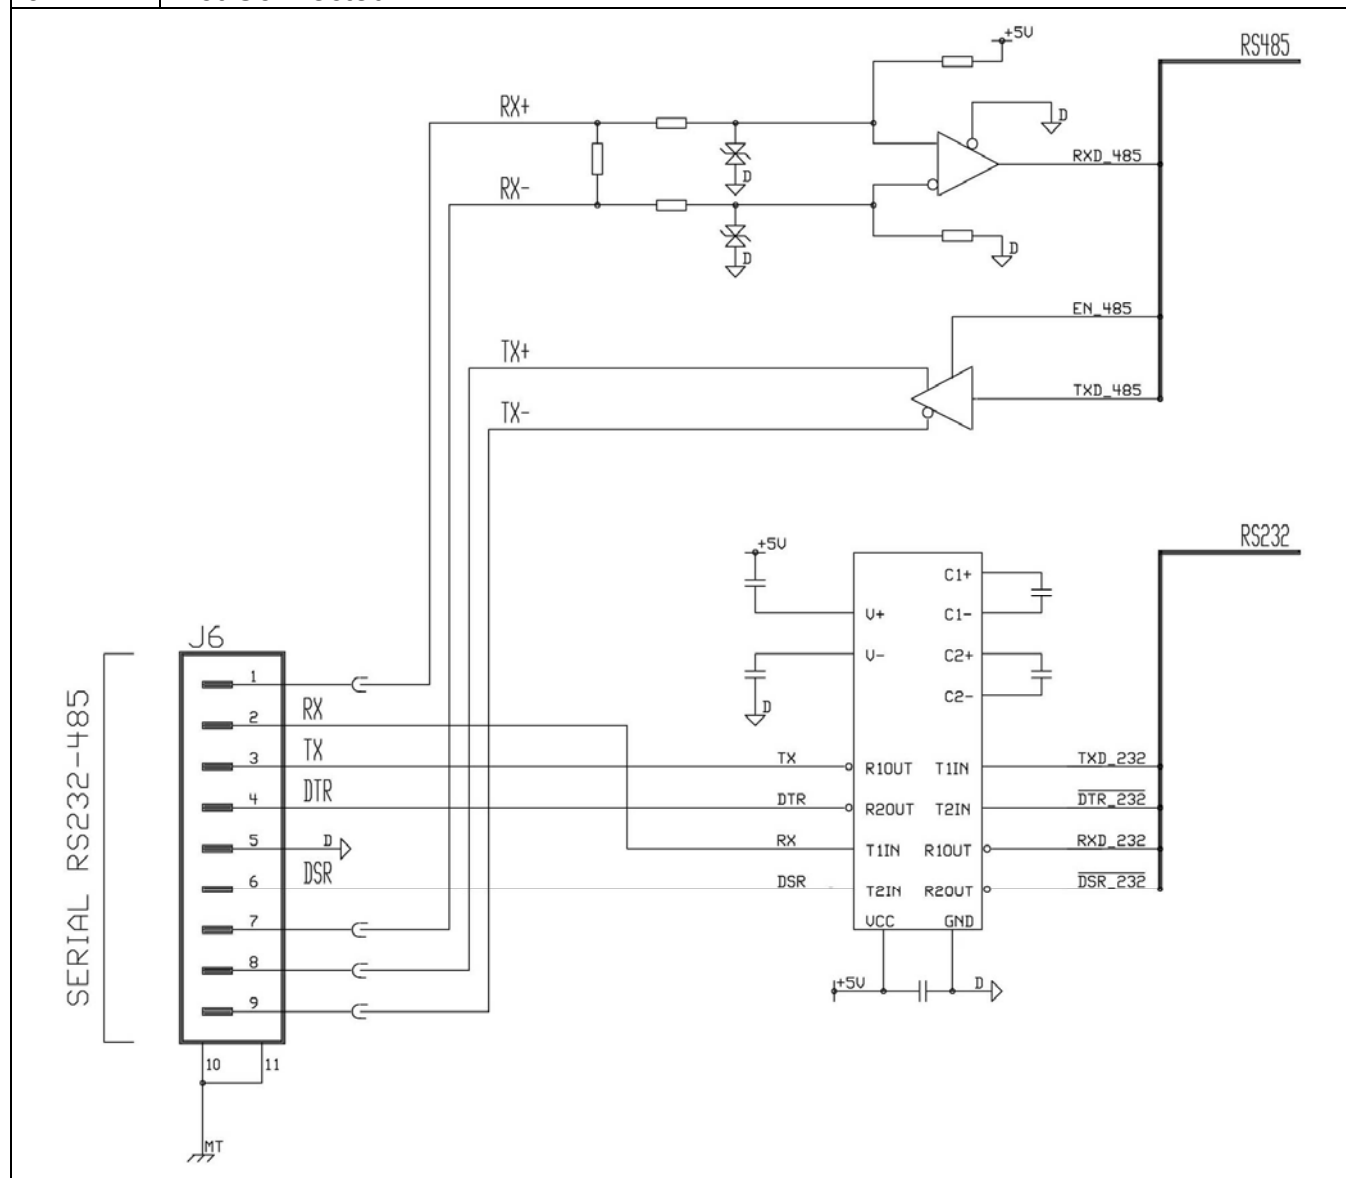 +5V
RS485
RX+
D
RXD_485
D
RX-
D
D
EN_485
TX+
TXD_485
TX-
RS232
+5V
C1+
V+
C1-
J6
V-
C2+
1
C2-
RX
2
D
TX
3
TX
R1OUT
T1IN
TXD_232
DTR
4
DTR
R2OUT
T2IN
DTR_232
5
D
RX
T1IN
R1OUT
RXD_232
DSR
6
DSR
T2IN
R2OUT
DSR_232
SERIAL RS232-485
7
VCC
GND
8
+5V
D
9
10
11
MT